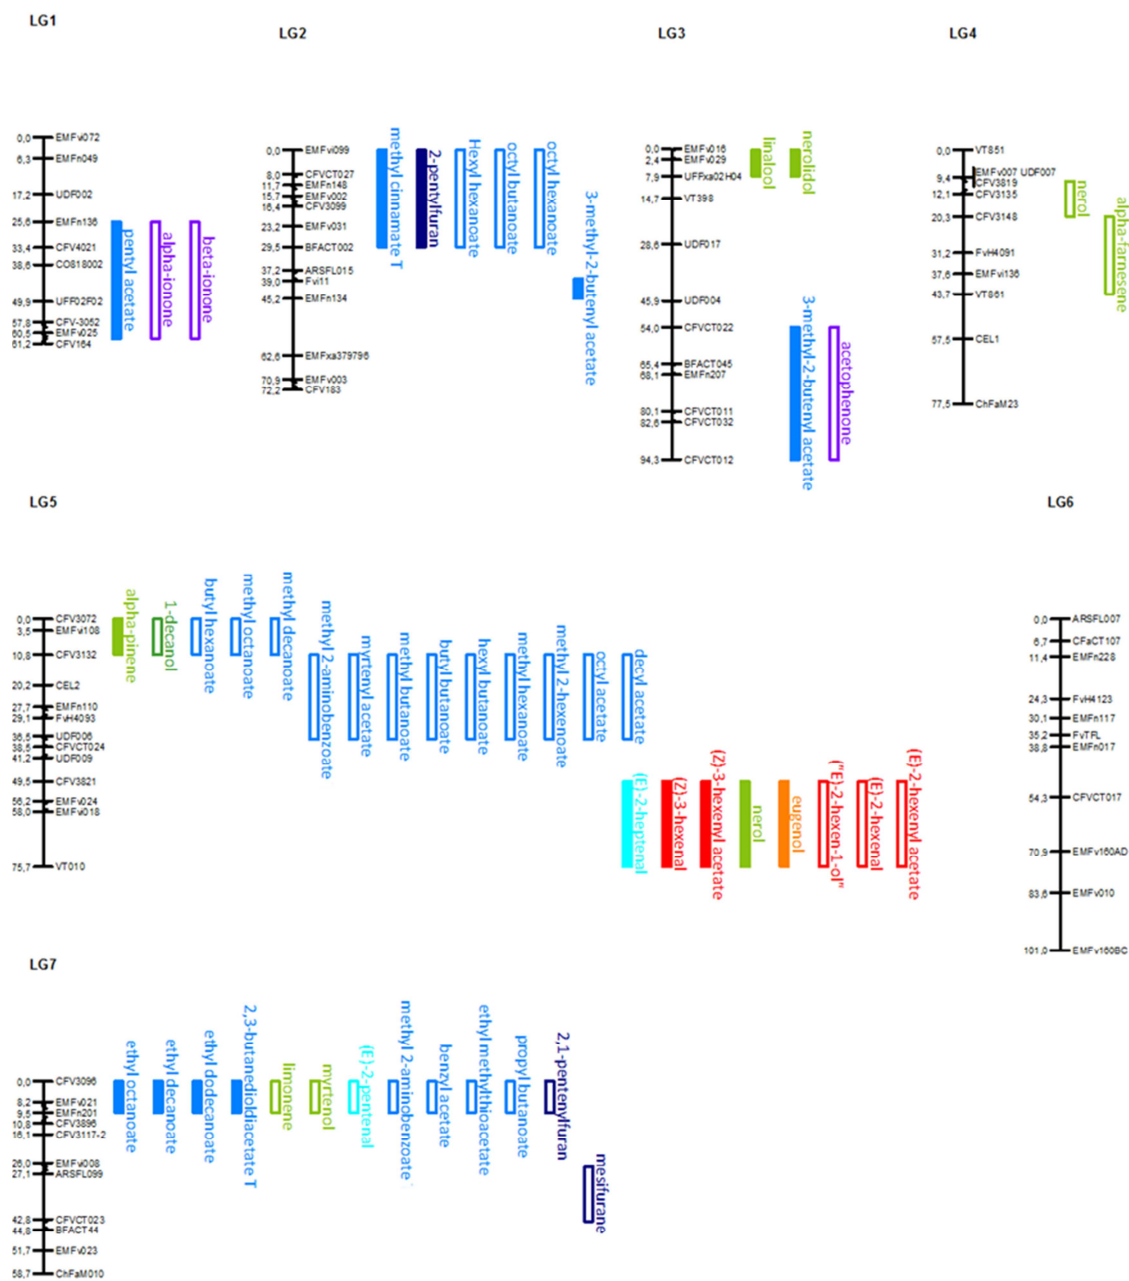 LG1
LG2
LG3
LG4
0,0 EMFvi072
6,3 EMFn049
17,2 UDF002
25,6 EMFn136
33,4 CFV4021
38,6 CO818002
49,9 UFF02F02
57,8 CFV-3052
60,5 EMFv025
61,2 CFV164
pentyl acetate
alpha-ionone
beta-ionone
0,0 EMFvi099
8,0 CFVCT027
11,7 EMFn148
15,7 EMFv002
16,4 CFV3099
23,2 EMFv031
29,5 BFACT002
37,2 ARSFL015
39,0 Fvi11
45,2 EMFn134
62,6 EMFxa379796
70,9 EMFv003
72,2 CFV183
methyl cinnamate T
2-pentylfuran
Hexyl hexanoate
octyl butanoate
octyl hexanoate
3-methyl-2-butenyl acetate
0,0 EMFv016
2,4 EMFv029
7,9 UFFxa02H04
14,7 VT398
28,6 UDF017
45,9 UDF004
54,0 CFVCT022
65,4 BFACT045
68,1 EMFn207
80,1 CFVCT011
82,6 CFVCT032
94,3 CFVCT012
linalool
nerolidol
3-methyl-2-butenyl acetate
acetophenone
0,0 VT851
EMFv007 UDF007
9,4 CFV3819
12,1 CFV3135
20,3 CFV3148
31,2 FvH4091
37,6 EMFvi136
43,7 VT861
57,5 CEL1
77,5 ChFaM23
nerol
alpha-farnesene
LG5
LG6
0,0 CFV3072
3,5 EMFvi108
10,8 CFV3132
20,2 CEL2
27,7 EMFn110
29,1 FvH4093
36,5 UDF006
38,5 CFVCT024
41,2 UDF009
49,5 CFV3821
56,2 EMFv024
58,0 EMFv018
75,7 VT010
alpha-pinene
1-decanol
butyl hexanoate
methyl octanoate
methyl decanoate
methyl 2-aminobenzoate
myrtenyl acetate
methyl butanoate
butyl butanoate
hexyl butanoate
methyl hexanoate
methyl 2-hexenoate
octyl acetate
decyl acetate
(E)-2-heptenal
(Z)-3-hexenal
(Z)-3-hexenyl acetate
nerol
eugenol
("E)-2-hexen-1-ol"
(E)-2-hexenal
(E)-2-hexenyl acetate
0,0 ARSFL007
6,7 CFaCT107
11,4 EMFn228
24,3 FvH4123
30,1 EMFn117
35,2 FvTFL
38,8 EMFn017
54,3 CFVCT017
70,9 EMFv160AD
83,6 EMFv010
101,0 EMFv160BC
LG7
0,0 CFV3096
8,2 EMFv021
9,5 EMFn201
10,8 CFV3896
16,1 CFV3117-2
26,0 EMFvi008
27,1 ARSFL099
42,8 CFVCT023
44,8 BFACT44
51,7 EMFv023
58,7 ChFaM010
ethyl octanoate
ethyl decanoate
ethyl dodecanoate
2,3-butanedioldiacetate T
limonene
myrtenol
(E)-2-pentenal
methyl 2-aminobenzoate
benzyl acetate
ethyl methylthioacetate
propyl butanoate
2,1-pentenylfuran
mesifurane